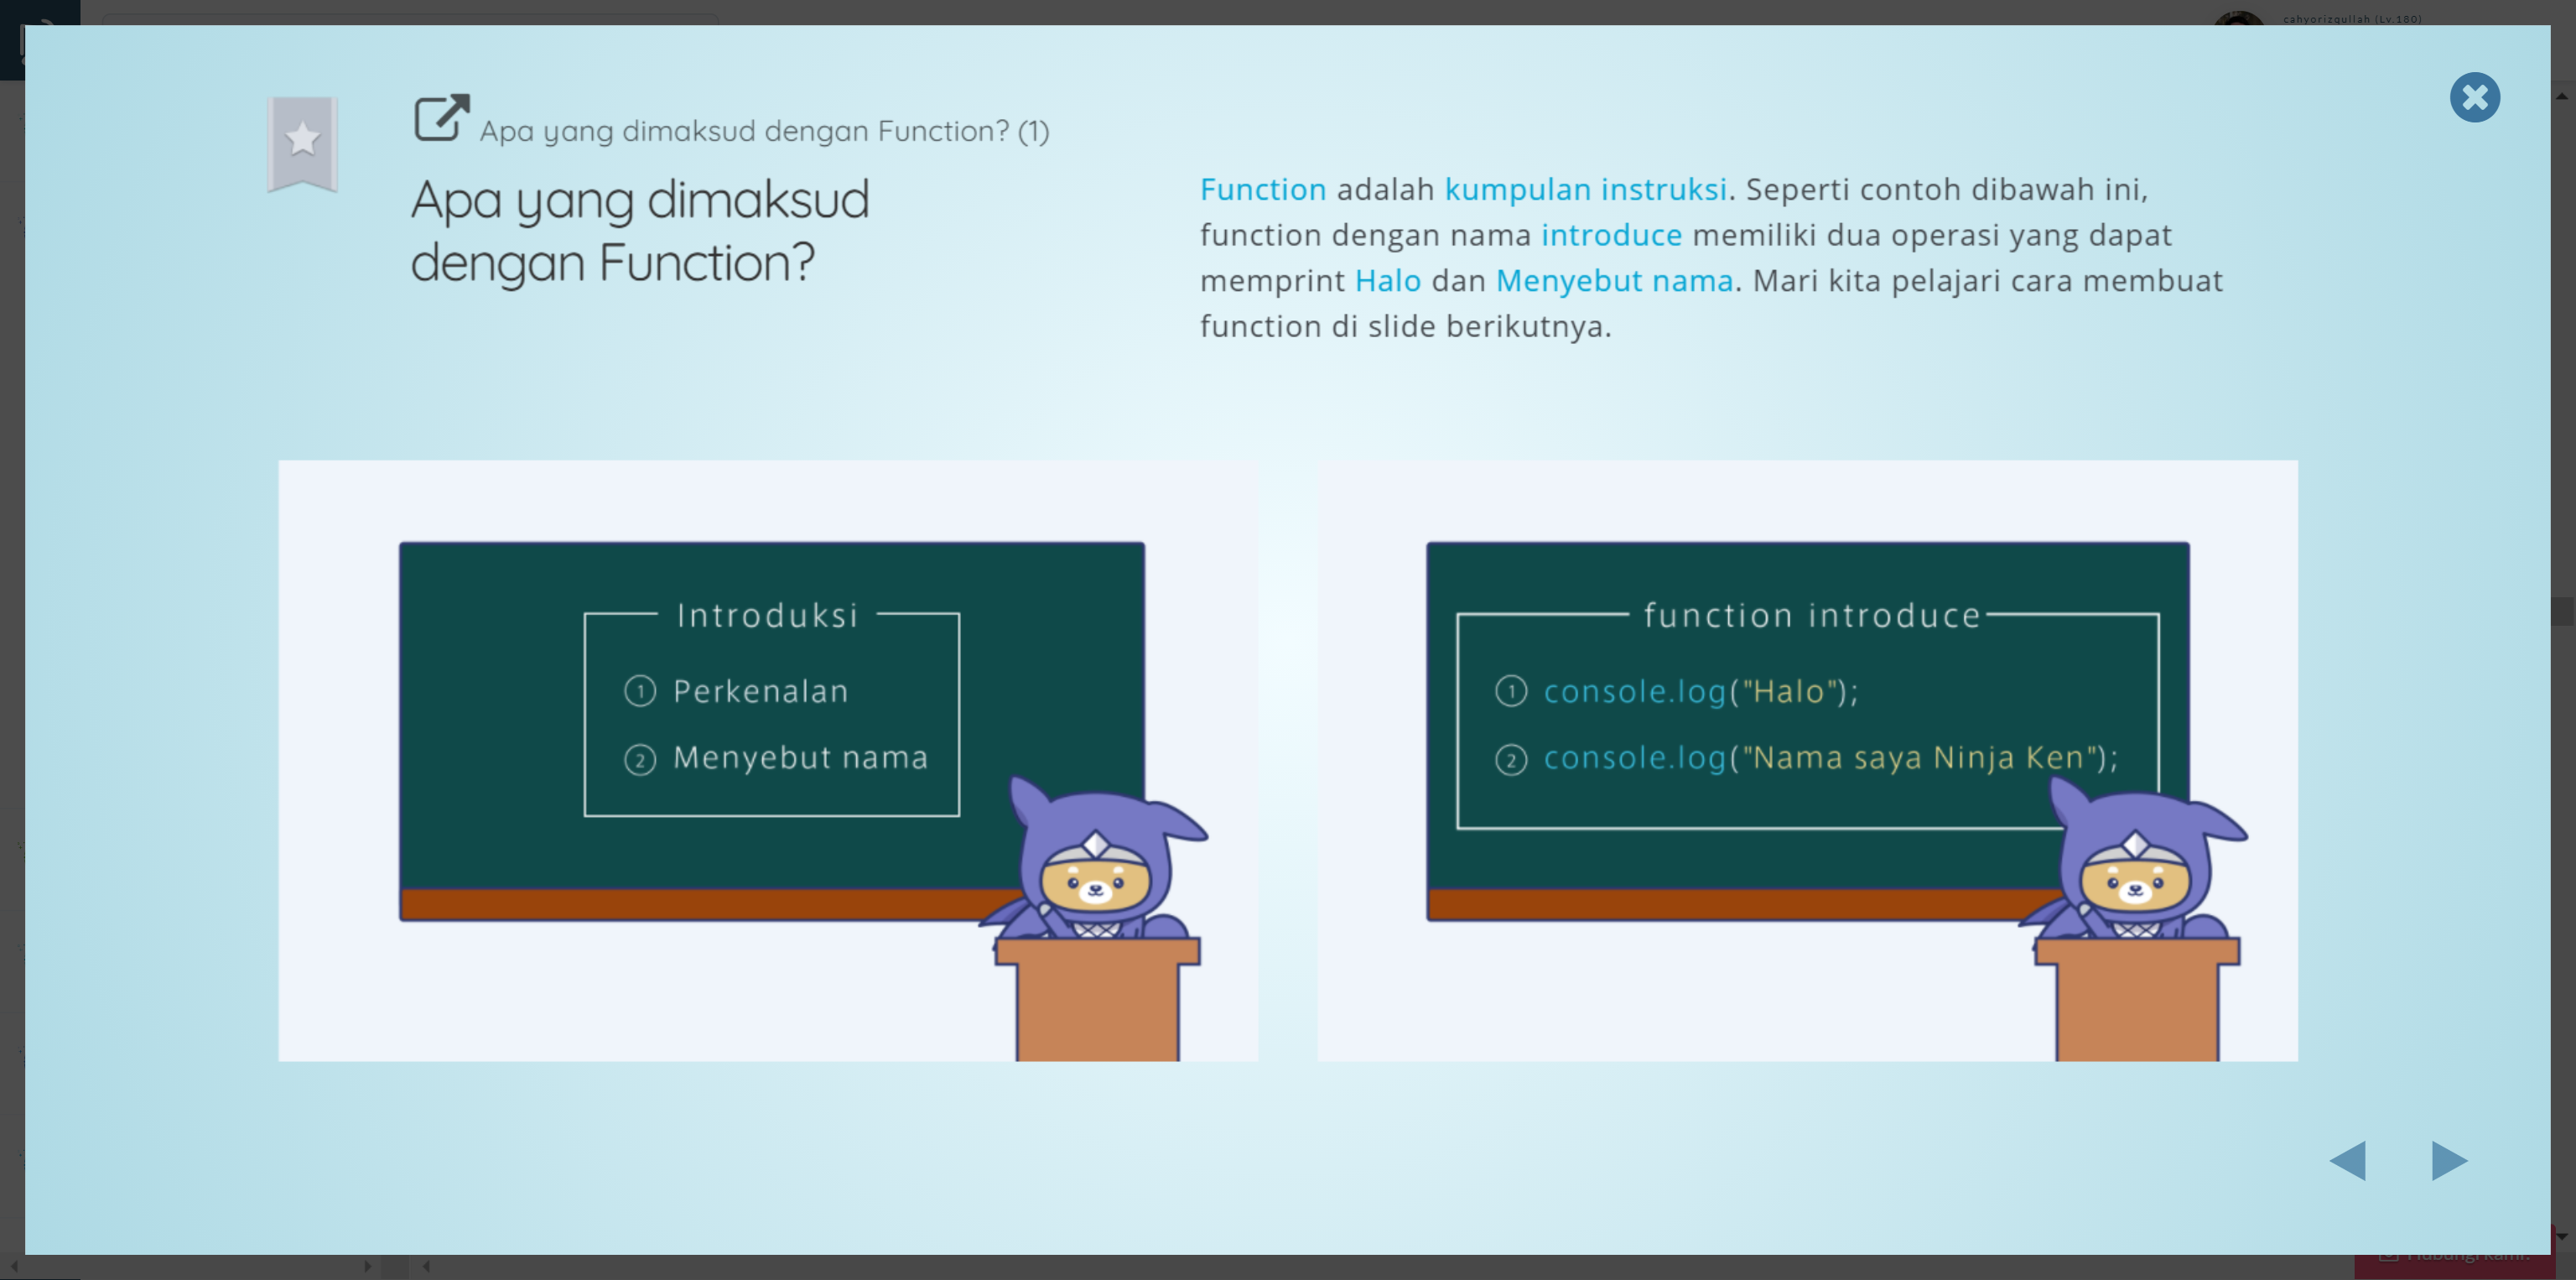 cahyorizqullah (Lv.180)
Apa yang dimaksud dengan Function? (1)
Apa yang dimaksud
dengan Function?
Function adalah kumpulan instruksi. Seperti contoh dibawah ini,
function dengan nama introduce memiliki dua operasi yang dapat
memprint Halo dan Menyebut nama. Mari kita pelajari cara membuat
function di slide berikutnya.
Introduksi
1 Perkenalan
2 Menyebut nama
function introduce
1 console.log("Halo");
2 console.log("Nama saya Ninja Ken");
Hubungi kami!